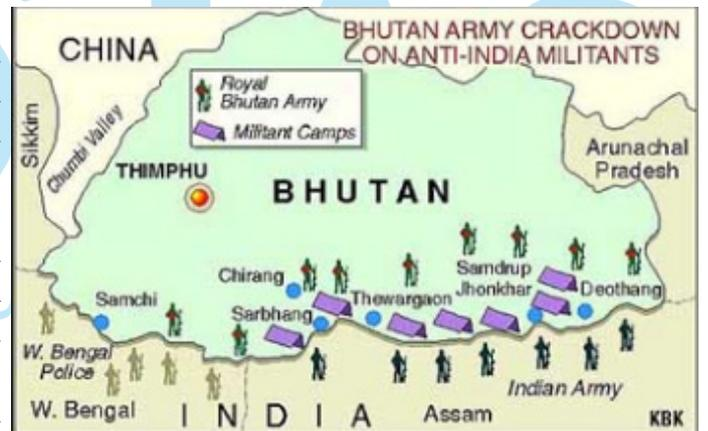 BHUTAN ARMY CRACKDOWN
ON ANTI-INDIA MILITANTS
CHINA
Royal
Bhutan Army
Militant Camps
Sikkim
Chumbi Valley
Arunachal
Pradesh
THIMPHU
BHUTAN
Chirang
Samdrup
Jhonkhar
Deothang
Samchi
Sarbhang
Thewargaon
W. Bengal
Police
Indian Army
W. Bengal
INDIA
Assam
KBK